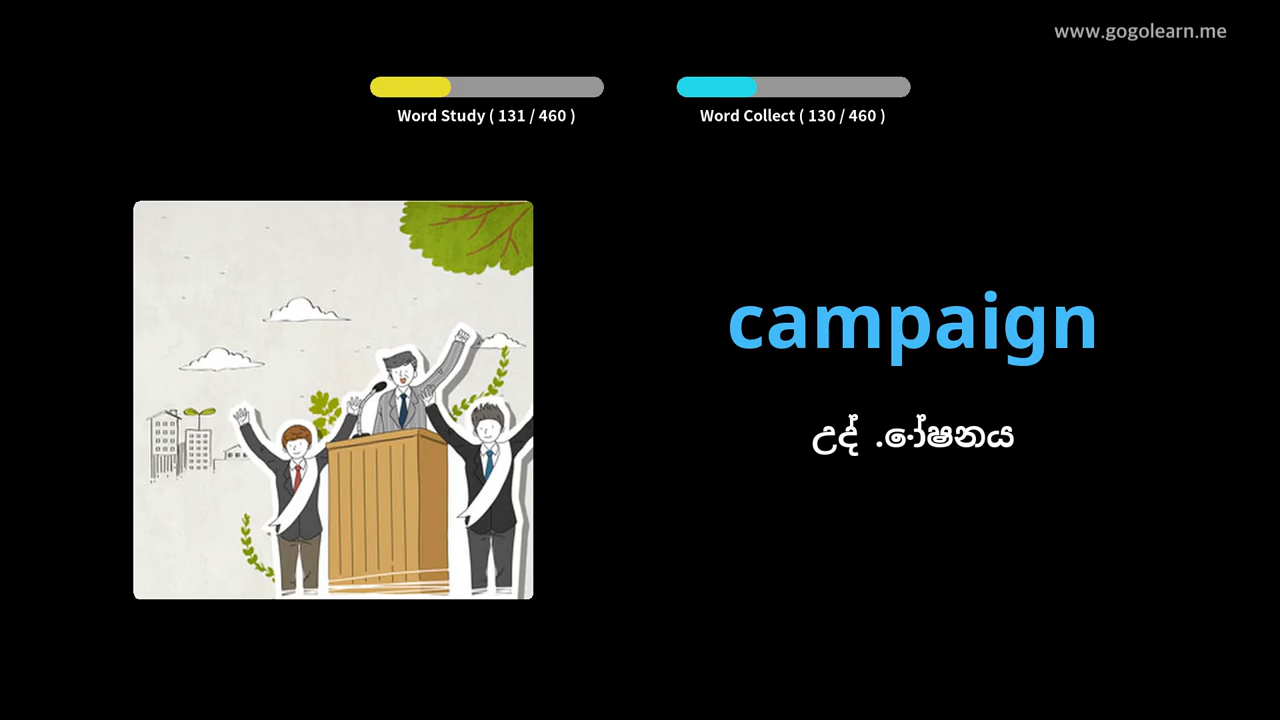 www.gogolearn.me
Word Study ( 131 / 460 )
Word Collect ( 130 / 460 )
campaign
උද් .ෝෂනය